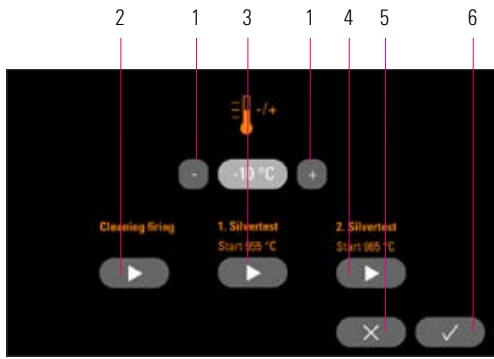 2 1 3 1 4 5 6
-/+
- -10 °C +
Cleaning firing 1. Silvertest 2. Silvertest
Start 955 °C Start 965 °C